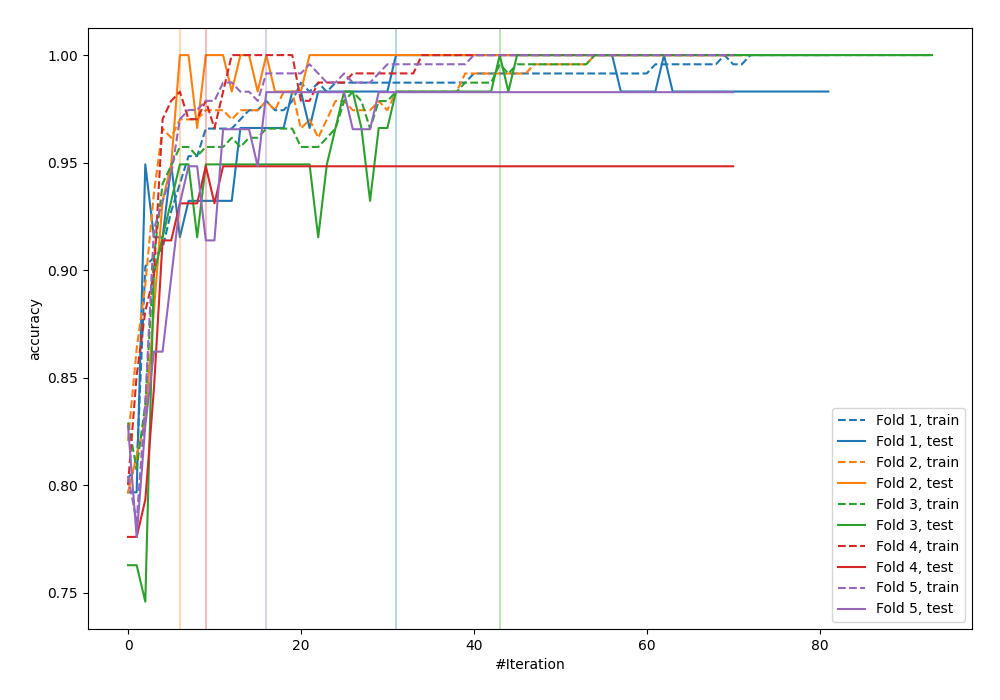 accuracy
1.00
0.95
0.90
0.85
0.80
0.75
0
20
40
60
80
#Iteration
Fold 1, train
Fold 1, test
Fold 2, train
Fold 2, test
Fold 3, train
Fold 3, test
Fold 4, train
Fold 4, test
Fold 5, train
Fold 5, test